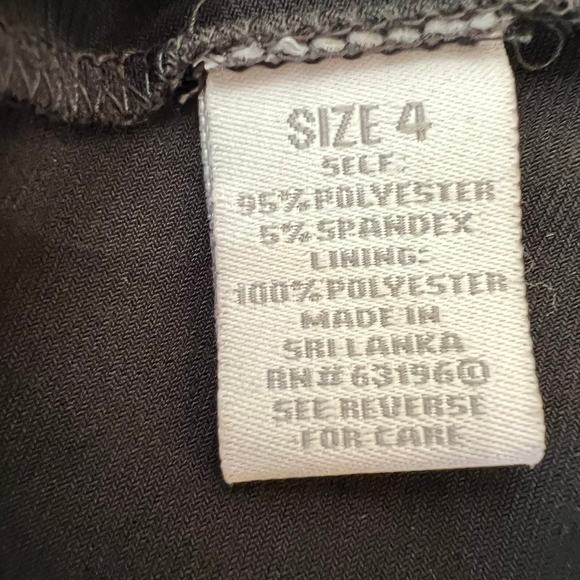 SIZE 4
SELF:
95% POLYESTER
5% SPANDEX
LINING:
100% POLYESTER
MADE IN
SRI LANKA
RN# 63196©
SEE REVERSE
FOR CARE